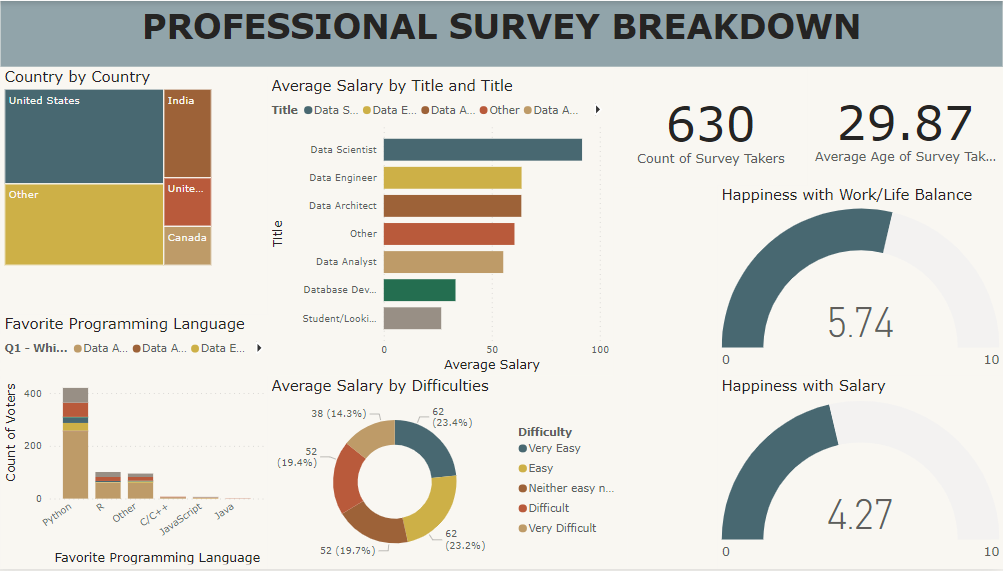 PROFESSIONAL SURVEY BREAKDOWN
Country by Country
United States
India
Other
Unite...
Canada
Average Salary by Title and Title
Title Data S... Data E... Data A... Other Data A...
Data Scientist
Data Engineer
Data Architect
Other
Data Analyst
Database Dev...
Student/Looki...
Title
0 50 100
Average Salary
630
Count of Survey Takers
29.87
Average Age of Survey Tak...
Happiness with Work/Life Balance
5.74
0 10
Favorite Programming Language
Q1 - Whi... Data A... Data A... Data E...
Count of Voters
400
200
0
Python R Other C/C++ JavaScript Java
Favorite Programming Language
Average Salary by Difficulties
62
(23.4%)
62
(23.2%)
52 (19.7%)
52
(19.4%)
38 (14.3%)
Difficulty
Very Easy
Easy
Neither easy n...
Difficult
Very Difficult
Happiness with Salary
4.27
0 10